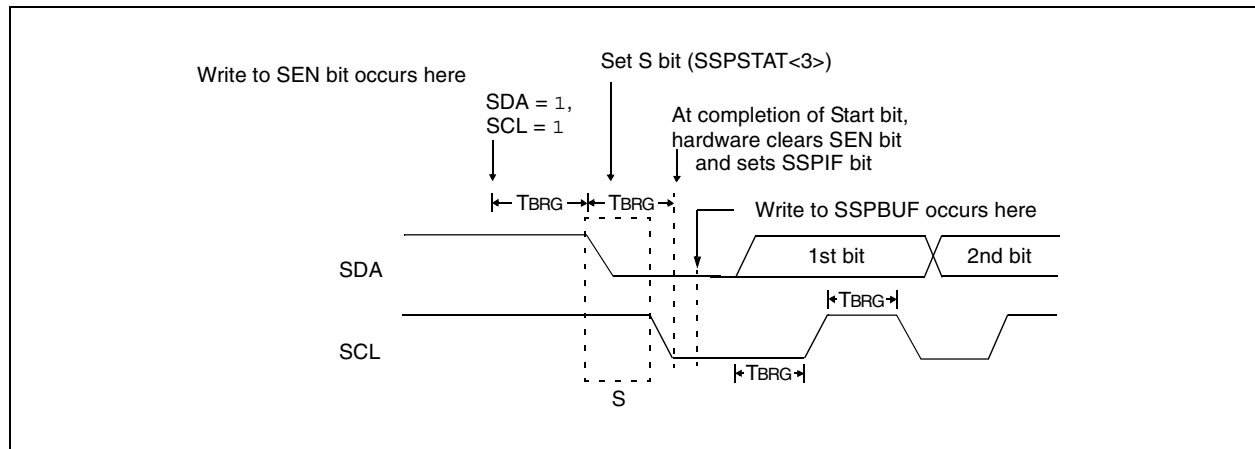 Write to SEN bit occurs here
Set S bit (SSPSTAT<3>)
SDA = 1,
SCL = 1
At completion of Start bit,
hardware clears SEN bit
and sets SSPIF bit
TBRG
TBRG
Write to SSPBUF occurs here
SDA
1st bit
2nd bit
TBRG
SCL
TBRG
S